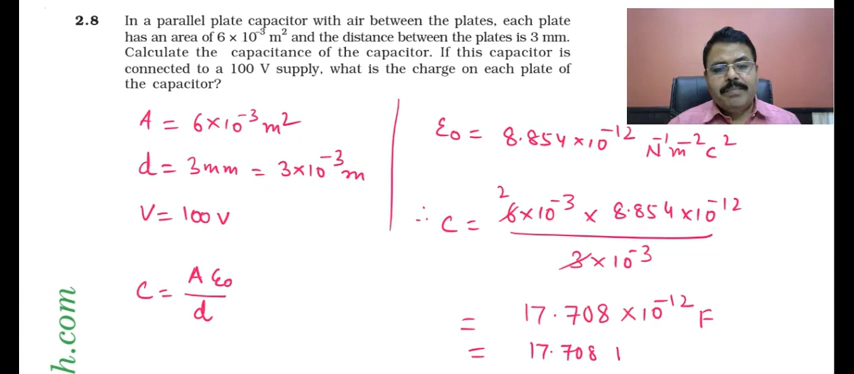 2.8 In a parallel plate capacitor with air between the plates, each plate
has an area of 6 × 10⁻³ m² and the distance between the plates is 3 mm.
Calculate the capacitance of the capacitor. If this capacitor is
connected to a 100 V supply, what is the charge on each plate of
the capacitor?
A = 6×10⁻³ m²
d = 3mm = 3×10⁻³ m
V = 100 V
C = A ε₀ / d
ε₀ = 8.854 × 10⁻¹² N⁻¹ m⁻² C²
∴ C = 2 6×10⁻³ × 8.854 × 10⁻¹² / 3×10⁻³
= 17.708 × 10⁻¹² F
= 17.708
h.com